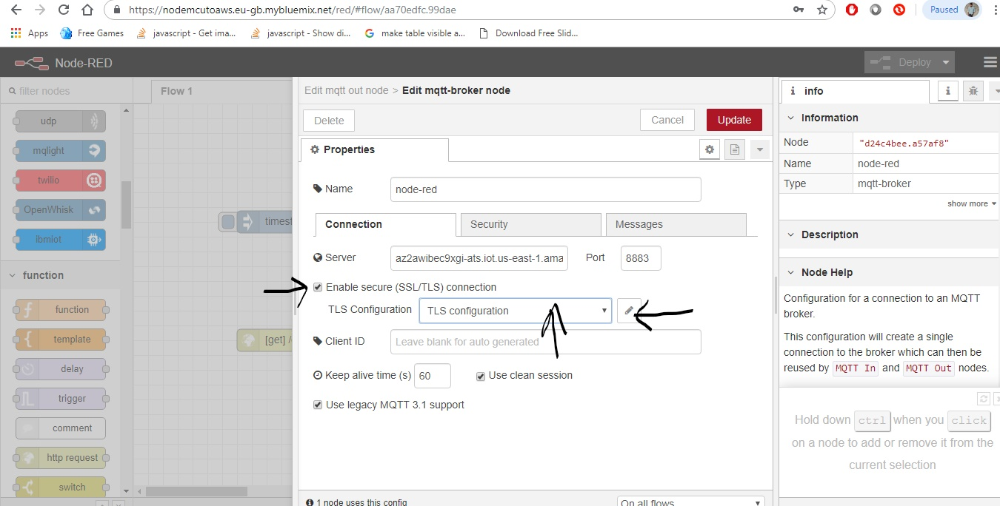 https://nodemcutoaws.eu-gb.mybluemix.net/red/#flow/aa70edfc.99dae
Paused
Apps
Free Games
javascript - Get ima...
javascript - Show di...
make table visible a...
Download Free Slid...
Node-RED
Deploy
filter nodes
Flow 1
Edit mqtt out node > Edit mqtt-broker node
i info
i
udp
Delete
Cancel
Update
Information
mqlight
Properties
Node
"d24c4bee.a57af8"
Name
node-red
twilio
Type
mqtt-broker
Name
node-red
show more
OpenWhisk
timest
Connection
Security
Messages
ibmiot
Description
Server
az2awibec9xgi-ats.iot.us-east-1.ama
Port
8883
function
Node Help
Enable secure (SSL/TLS) connection
Configuration for a connection to an MQTT
broker.
function
TLS Configuration
TLS configuration
template
[get] /
Client ID
Leave blank for auto generated
This configuration will create a single
connection to the broker which can then be
reused by MQTT In and MQTT Out nodes.
delay
Keep alive time (s)
60
Use clean session
trigger
Use legacy MQTT 3.1 support
comment
Hold down ctrl when you click
on a node to add or remove it from the
current selection
http request
switch
1 node uses this config
On all flows